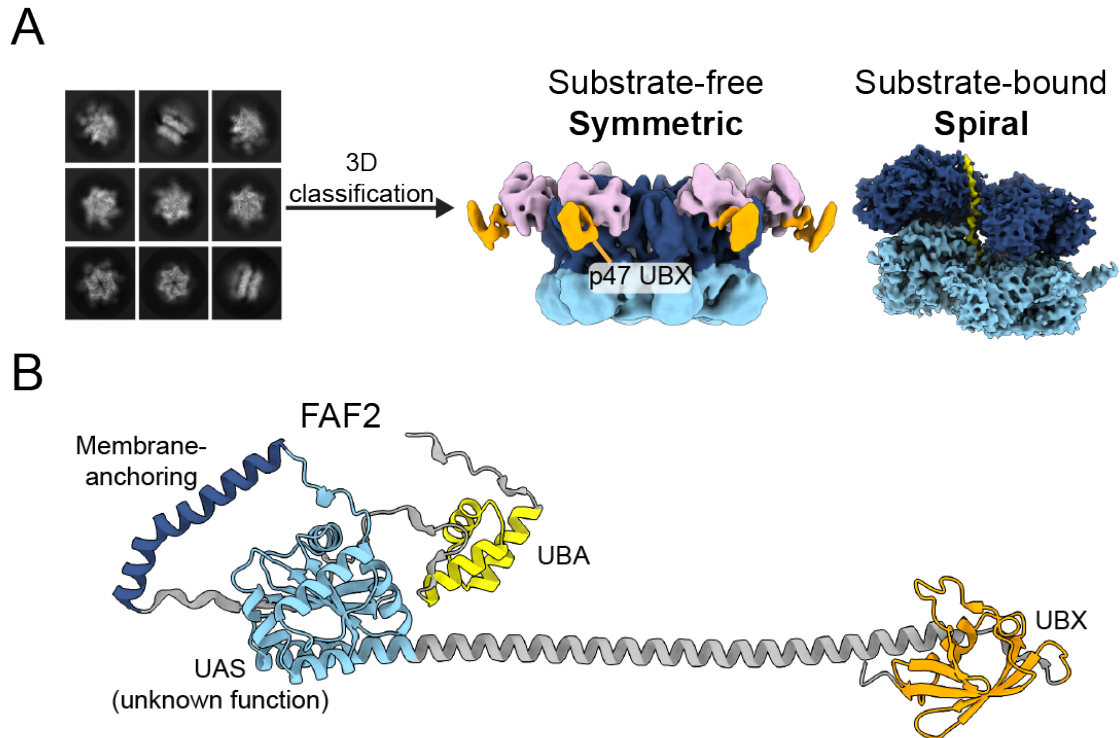 A
Substrate-free
Symmetric
Substrate-bound
Spiral
3D
classification
p47 UBX
B
FAF2
Membrane-
anchoring
UBA
UBX
UAS
(unknown function)